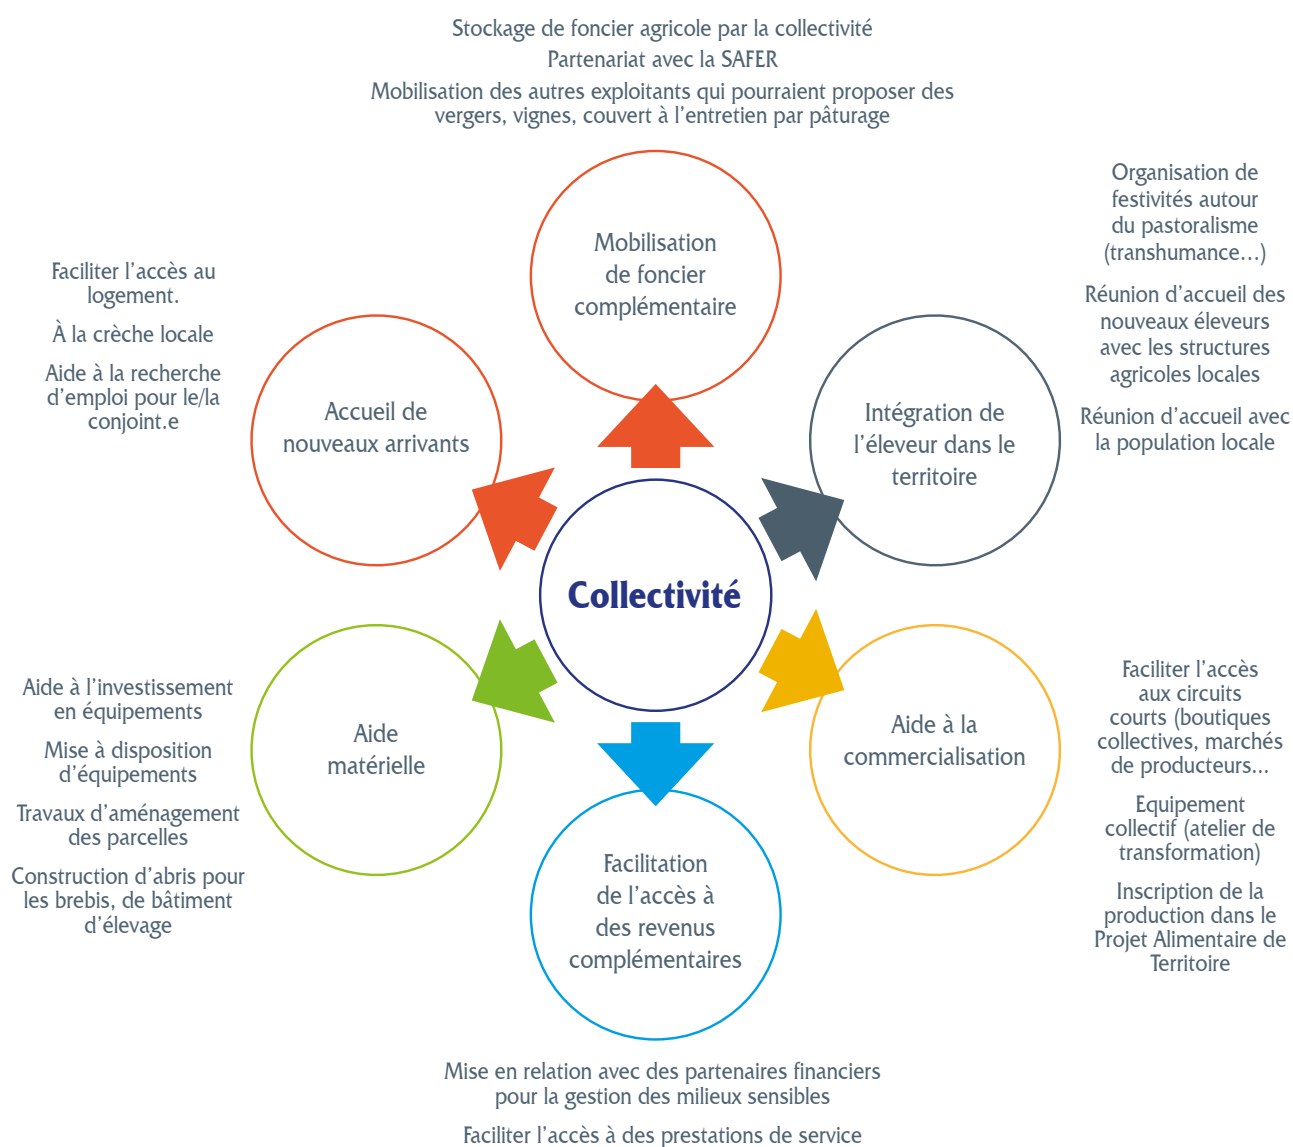 Stockage de foncier agricole par la collectivité
Partenariat avec la SAFER
Mobilisation des autres exploitants qui pourraient proposer des
vergers, vignes, couvert à l'entretien par pâturage
Mobilisation
de foncier
complémentaire
Organisation de
festivités autour
du pastoralisme
(transhumance...)
Réunion d'accueil des
nouveaux éleveurs
avec les structures
agricoles locales
Réunion d'accueil avec
la population locale
Intégration de
l'éleveur dans le
territoire
Faciliter l'accès au
logement.
À la crèche locale
Aide à la recherche
d'emploi pour le/la
conjoint.e
Accueil de
nouveaux arrivants
Collectivité
Aide à l'investissement
en équipements
Mise à disposition
d'équipements
Travaux d'aménagement
des parcelles
Construction d'abris pour
les brebis, de bâtiment
d'élevage
Aide
matérielle
Aide à la
commercialisation
Faciliter l'accès
aux circuits
courts (boutiques
collectives, marchés
de producteurs...
Equipement
collectif (atelier de
transformation)
Inscription de la
production dans le
Projet Alimentaire de
Territoire
Facilitation
de l'accès à
des revenus
complémentaires
Mise en relation avec des partenaires financiers
pour la gestion des milieux sensibles
Faciliter l'accès à des prestations de service